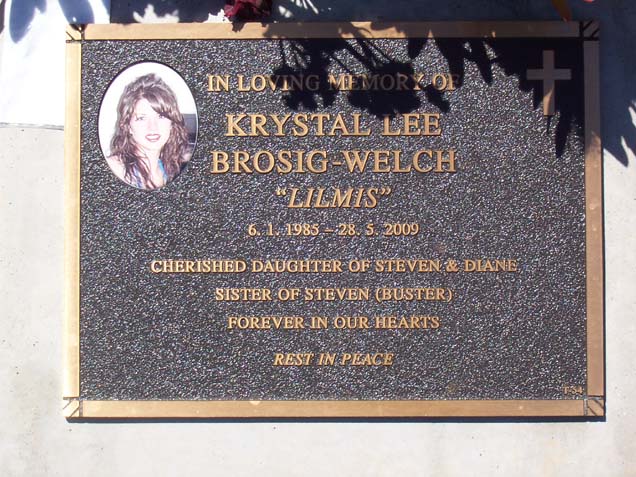 IN LOVING MEMORY OF
KRYSTAL LEE
BROSIG-WELCH
"LILMIS"
6. 1. 1985 – 28. 5. 2009
CHERISHED DAUGHTER OF STEVEN & DIANE
SISTER OF STEVEN (BUSTER)
FOREVER IN OUR HEARTS
REST IN PEACE